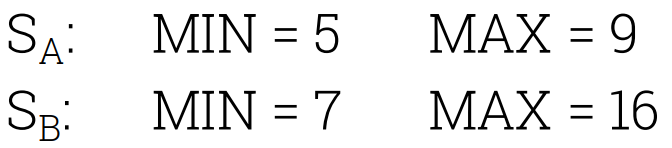 S_A: MIN = 5 MAX = 9
S_B: MIN = 7 MAX = 16